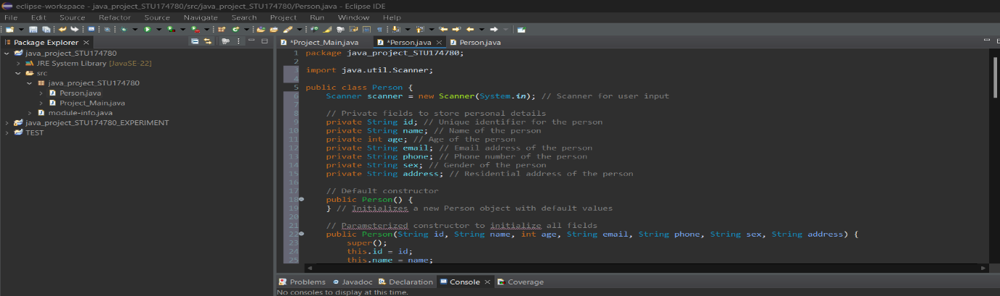 eclipse-workspace - java_project_STU174780/src/java_project_STU174780/Person.java - Eclipse IDE
File Edit Source Refactor Source Navigate Search Project Run Window Help
Package Explorer
java_project_STU174780
JRE System Library [JavaSE-22]
src
java_project_STU174780
Person.java
Project_Main.java
module-info.java
java_project_STU174780_EXPERIMENT
TEST
*Project_Main.java *Person.java Person.java
1 package java_project_STU174780;
2
3 import java.util.Scanner;
4
5 public class Person {
6 Scanner scanner = new Scanner(System.in); // Scanner for user input
7
8 // Private fields to store personal details
9 private String id; // Unique identifier for the person
10 private String name; // Name of the person
11 private int age; // Age of the person
12 private String email; // Email address of the person
13 private String phone; // Phone number of the person
14 private String sex; // Gender of the person
15 private String address; // Residential address of the person
16
17 // Default constructor
18 public Person() {
19 } // Initializes a new Person object with default values
20
21 // Parameterized constructor to initialize all fields
22 public Person(String id, String name, int age, String email, String phone, String sex, String address) {
23 super();
24 this.id = id;
25 this.name = name;
Problems Javadoc Declaration Console Coverage
No consoles to display at this time.